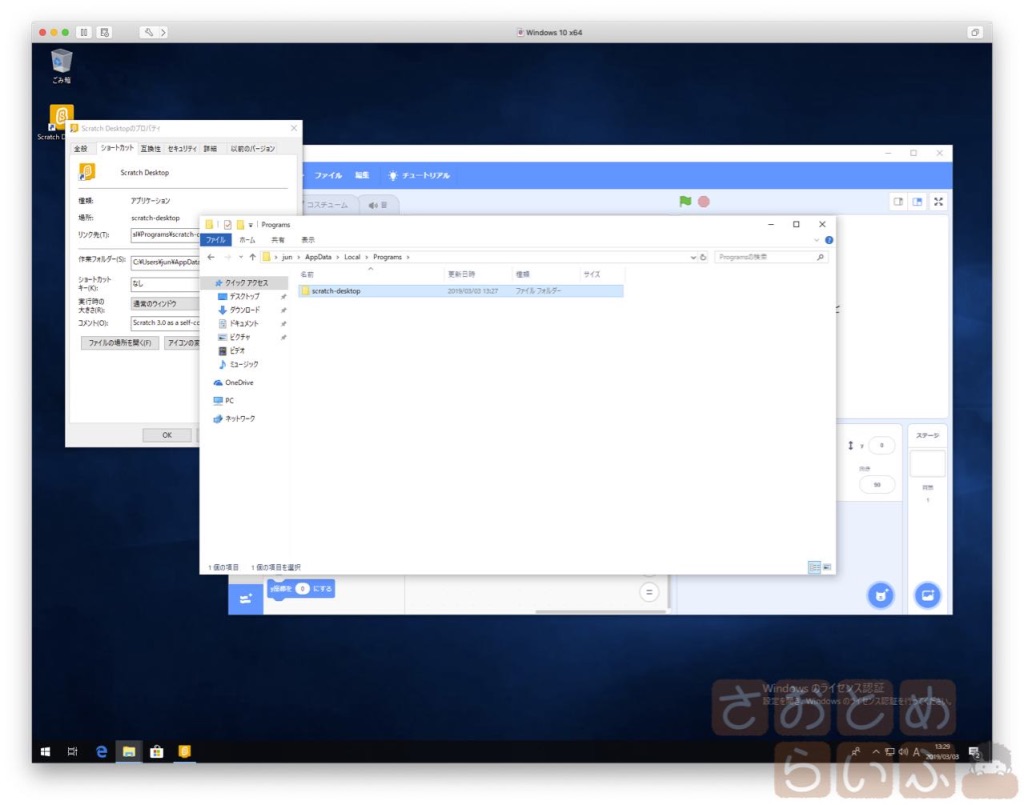 Windows 10 x64
ごみ箱
Scratch D
Scratch Desktopのプロパティ
全般 ショートカット 互換性 セキュリティ 詳細 以前のバージョン
Scratch Desktop
種類: アプリケーション
場所: scratch-desktop
リンク先(T): al¥Programs¥scratch-d
作業フォルダー(S): C:¥Users¥jun¥AppData
ショートカット
キー(K): なし
実行時の
大きさ(R): 通常のウィンドウ
コメント(O): Scratch 3.0 as a self-co
ファイルの場所を開く(F) アイコンの変
OK
ファイル 編集 チュートリアル
コスチューム 音
Programs
ファイル ホーム 共有 表示
jun › AppData › Local › Programs ›
Programsの検索
名前 更新日時 種類 サイズ
scratch-desktop 2019/03/03 13:27 ファイル フォルダー
クイック アクセス
デスクトップ
ダウンロード
ドキュメント
ピクチャ
ビデオ
ミュージック
OneDrive
PC
ネットワーク
1 個の項目 1 個の項目を選択
y 0
向き
90
ステージ
背景
1
y座標を 0 にする
Windows のライセンス認証
設定を開き、Windows のライセンス認証を行ってください。
さおとめ
らいふ
A
13:29
2019/03/03